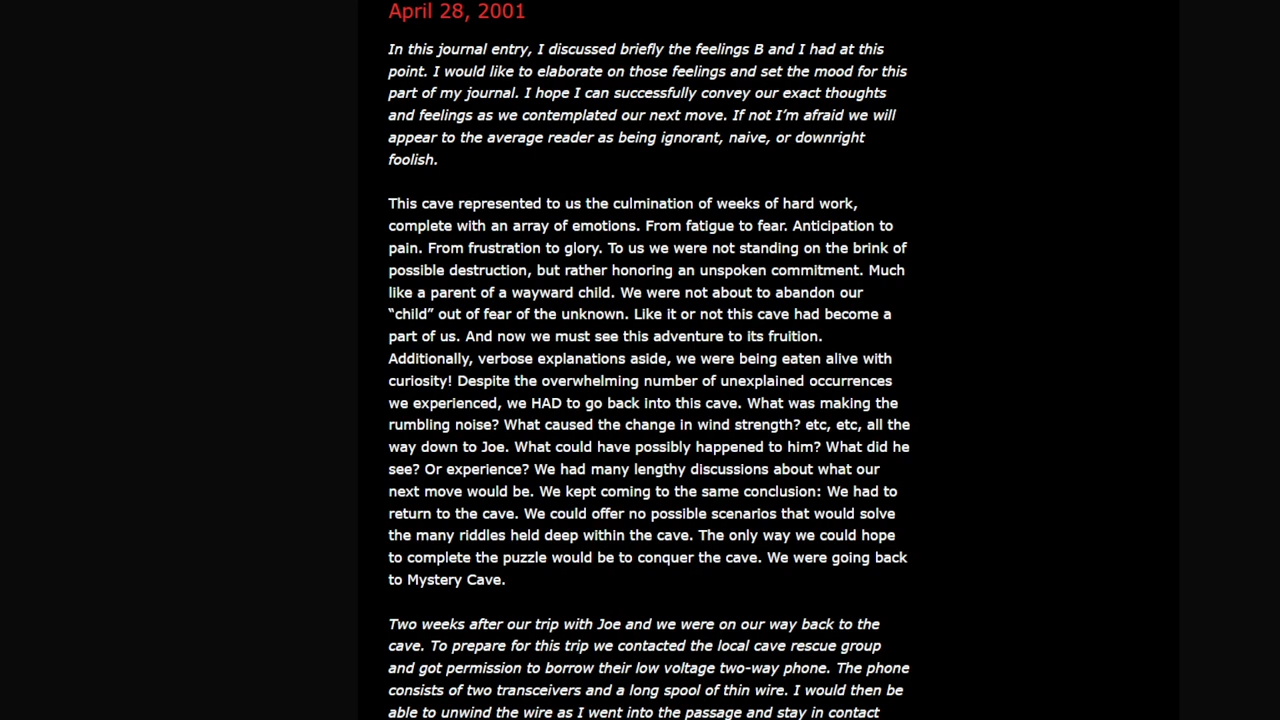 April 28, 2001
In this journal entry, I discussed briefly the feelings B and I had at this
point. I would like to elaborate on those feelings and set the mood for this
part of my journal. I hope I can successfully convey our exact thoughts
and feelings as we contemplated our next move. If not I’m afraid we will
appear to the average reader as being ignorant, naive, or downright
foolish.
This cave represented to us the culmination of weeks of hard work,
complete with an array of emotions. From fatigue to fear. Anticipation to
pain. From frustration to glory. To us we were not standing on the brink of
possible destruction, but rather honoring an unspoken commitment. Much
like a parent of a wayward child. We were not about to abandon our
“child” out of fear of the unknown. Like it or not this cave had become a
part of us. And now we must see this adventure to its fruition.
Additionally, verbose explanations aside, we were being eaten alive with
curiosity! Despite the overwhelming number of unexplained occurrences
we experienced, we HAD to go back into this cave. What was making the
rumbling noise? What caused the change in wind strength? etc, etc, all the
way down to Joe. What could have possibly happened to him? What did he
see? Or experience? We had many lengthy discussions about what our
next move would be. We kept coming to the same conclusion: We had to
return to the cave. We could offer no possible scenarios that would solve
the many riddles held deep within the cave. The only way we could hope
to complete the puzzle would be to conquer the cave. We were going back
to Mystery Cave.
Two weeks after our trip with Joe and we were on our way back to the
cave. To prepare for this trip we contacted the local cave rescue group
and got permission to borrow their low voltage two-way phone. The phone
consists of two transceivers and a long spool of thin wire. I would then be
able to unwind the wire as I went into the passage and stay in contact